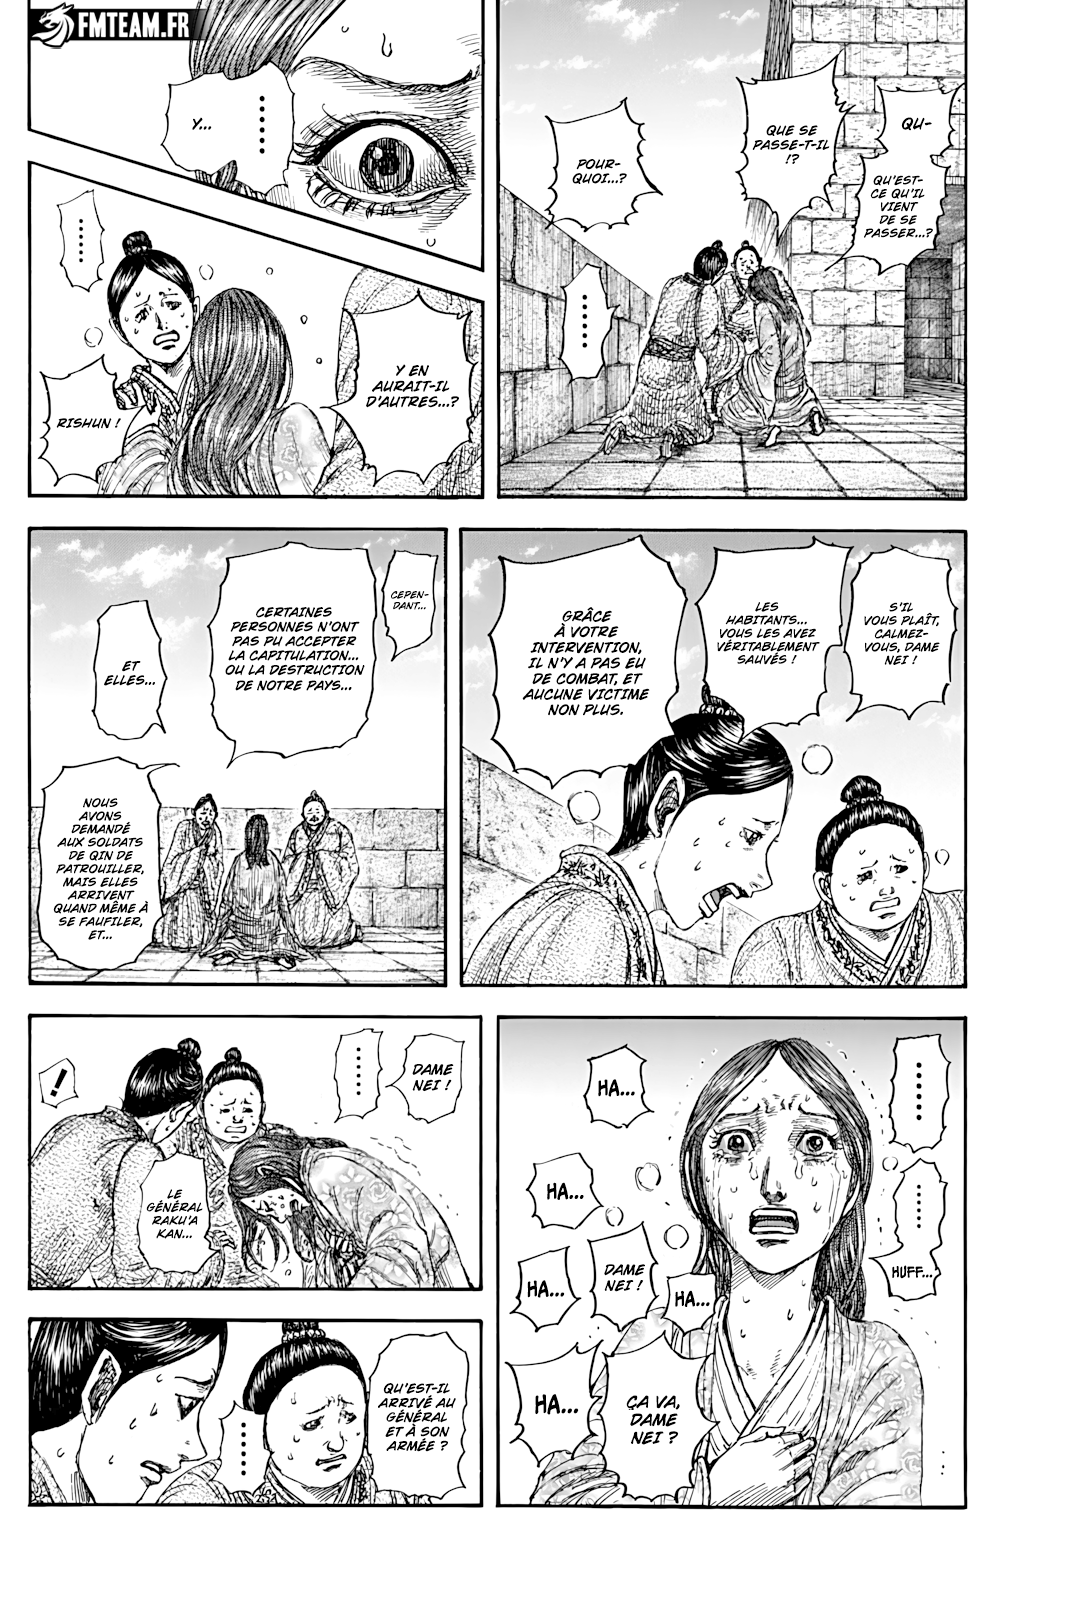 FMTEAM.FR
QU-
QU'EST-
CE QU'IL
VIENT
DE SE
PASSER...?
QUE SE
PASSE-T-IL
!?
POUR-
QUOI...?
......
......
Y...
Y EN
AURAIT-IL
D'AUTRES...?
......
RISHUN !
S'IL
VOUS PLAÎT,
CALMEZ-
VOUS, DAME
NEI !
LES
HABITANTS...
VOUS LES AVEZ
VÉRITABLEMENT
SAUVÉS !
GRÂCE
À VOTRE
INTERVENTION,
IL N'Y A PAS EU
DE COMBAT, ET
AUCUNE VICTIME
NON PLUS.
CEPEN-
DANT...
CERTAINES
PERSONNES N'ONT
PAS PU ACCEPTER
LA CAPITULATION...
OU LA DESTRUCTION
DE NOTRE PAYS...
ET
ELLES...
NOUS
AVONS
DEMANDÉ
AUX SOLDATS
DE QIN DE
PATROUILLER,
MAIS ELLES
ARRIVENT
QUAND MÊME À
SE FAUFILER,
ET...
......
......
HUFF...
HA...
HA...
HA...
DAME
NEI !
HA...
HA...
ÇA VA,
DAME
NEI ?
DAME
NEI !
......
!
LE
GÉNÉRAL
RAKU'A
KAN...
QU'EST-IL
ARRIVÉ AU
GÉNÉRAL
ET À SON
ARMÉE ?
......